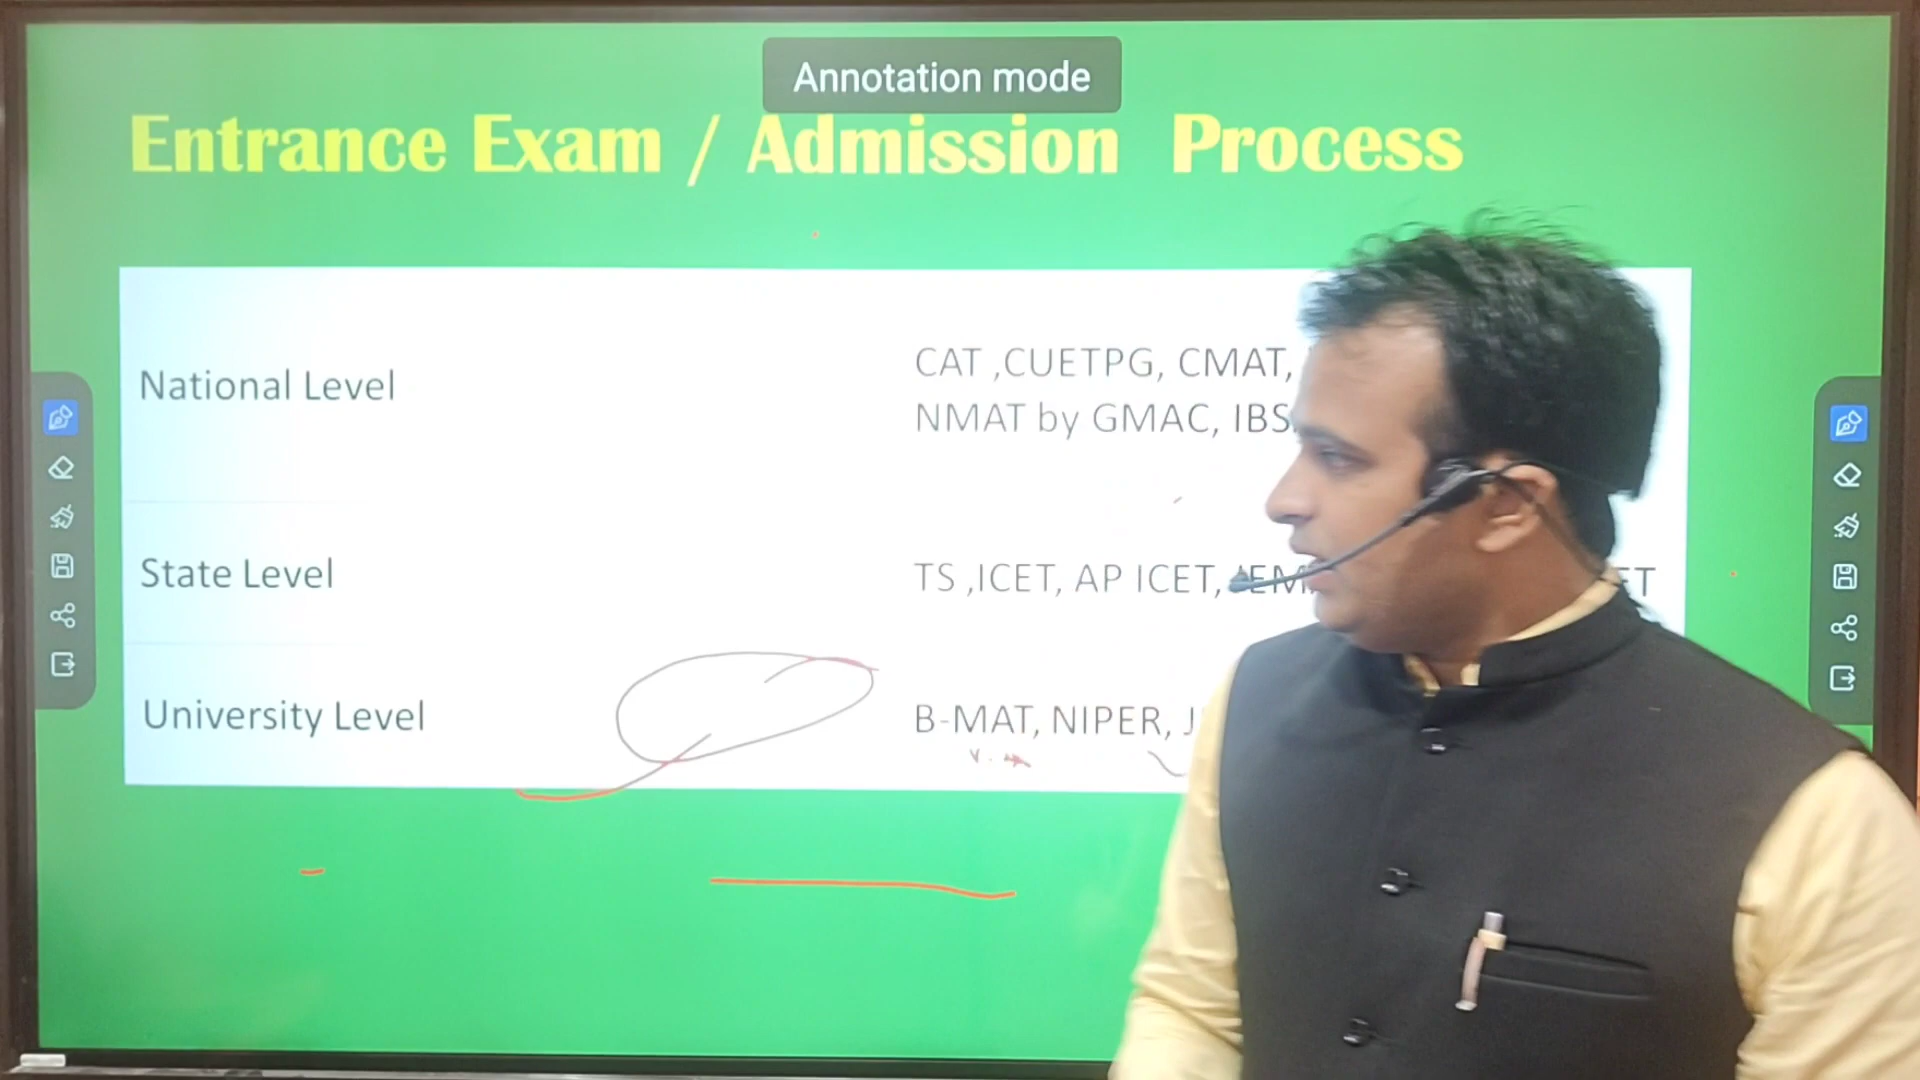 Annotation mode
Entrance Exam / Admission Process
National Level
CAT ,CUETPG, CMAT,
NMAT by GMAC, IBS
State Level
TS ,ICET, AP ICET,
University Level
B-MAT, NIPER,